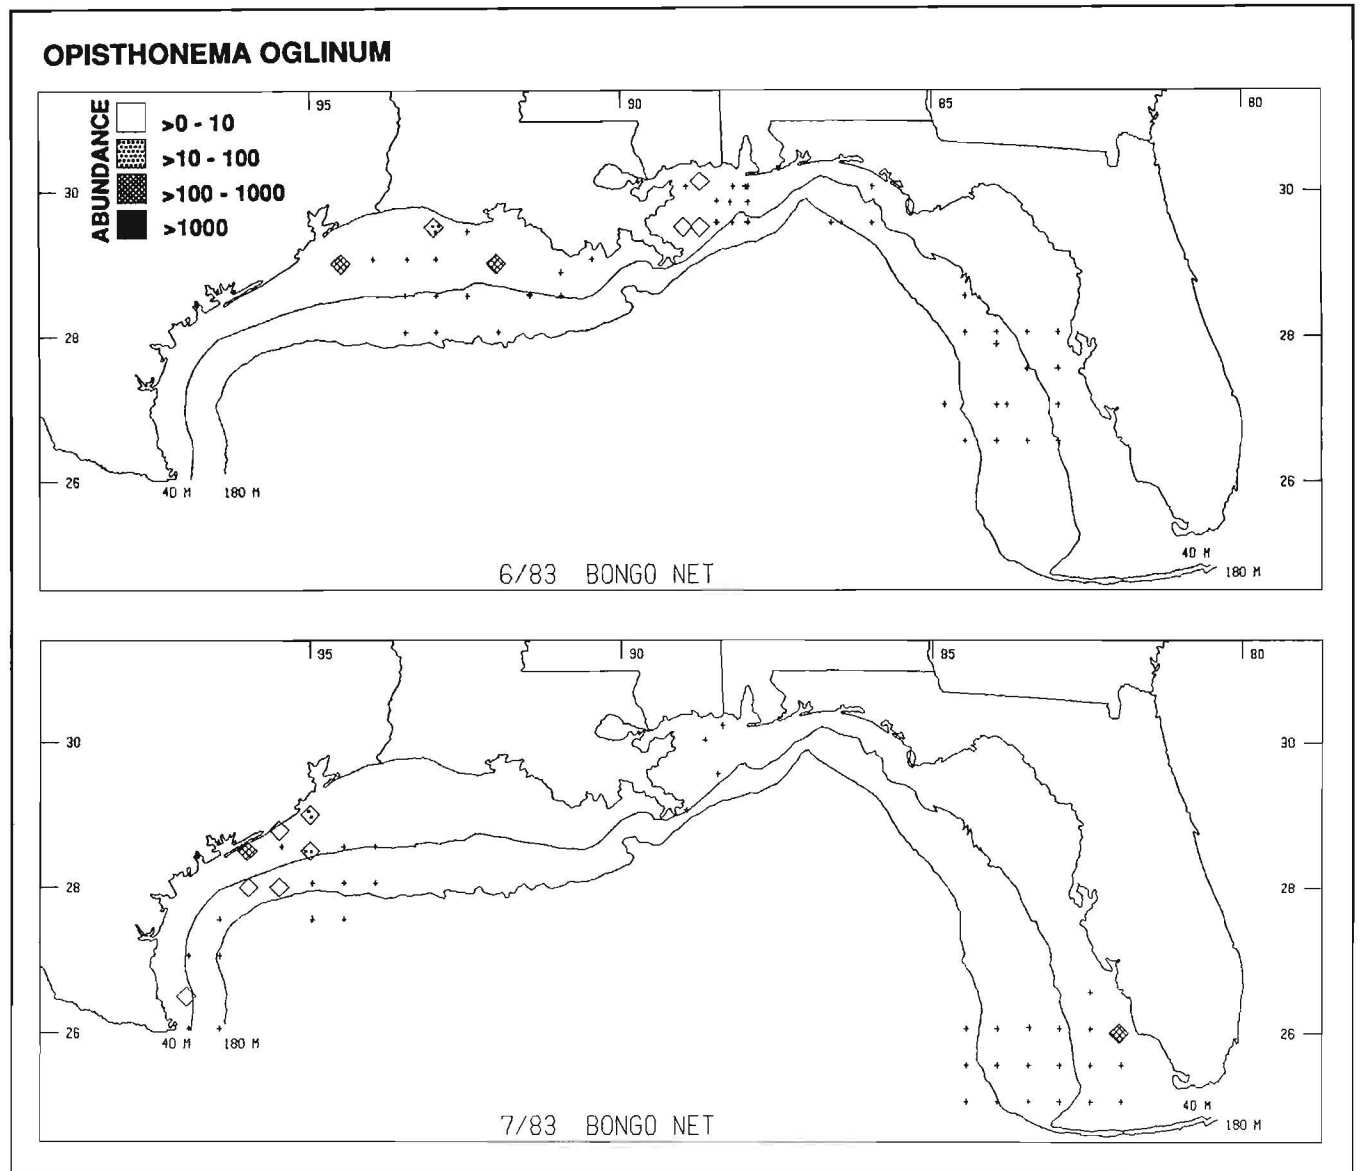 OPISTHONEMA OGLINUM
95 90 85 80
ABUNDANCE
>0 - 10
>10 - 100
>100 - 1000
>1000
30 30
28 28
26 26
40 M 180 M
40 M
180 M
6/83 BONGO NET
95 90 85 80
30 30
28 28
26 26
40 M 180 M
40 M
180 M
7/83 BONGO NET